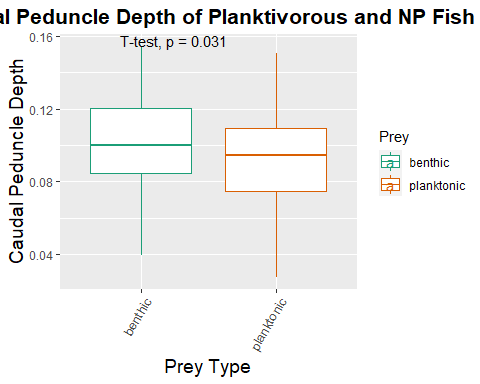 al Peduncle Depth of Planktivorous and NP Fish
T-test, p = 0.031
0.16
0.12
0.08
0.04
Caudal Peduncle Depth
benthic
planktonic
Prey Type
Prey
a benthic
a planktonic